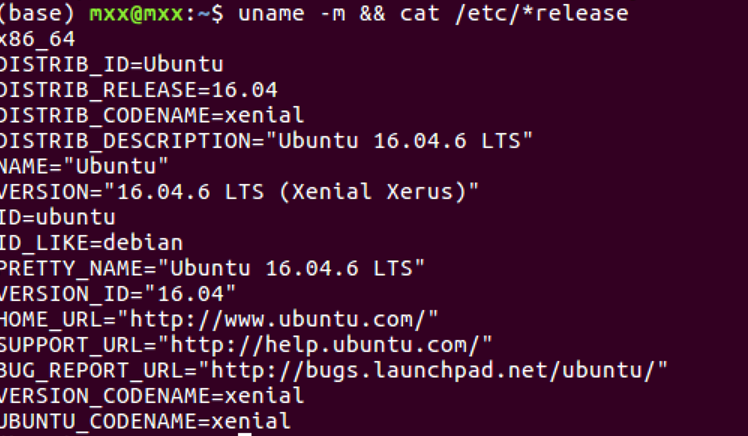 (base) mxx@mxx:~$ uname -m && cat /etc/*release
x86_64
DISTRIB_ID=Ubuntu
DISTRIB_RELEASE=16.04
DISTRIB_CODENAME=xenial
DISTRIB_DESCRIPTION="Ubuntu 16.04.6 LTS"
NAME="Ubuntu"
VERSION="16.04.6 LTS (Xenial Xerus)"
ID=ubuntu
ID_LIKE=debian
PRETTY_NAME="Ubuntu 16.04.6 LTS"
VERSION_ID="16.04"
HOME_URL="http://www.ubuntu.com/"
SUPPORT_URL="http://help.ubuntu.com/"
BUG_REPORT_URL="http://bugs.launchpad.net/ubuntu/"
VERSION_CODENAME=xenial
UBUNTU_CODENAME=xenial